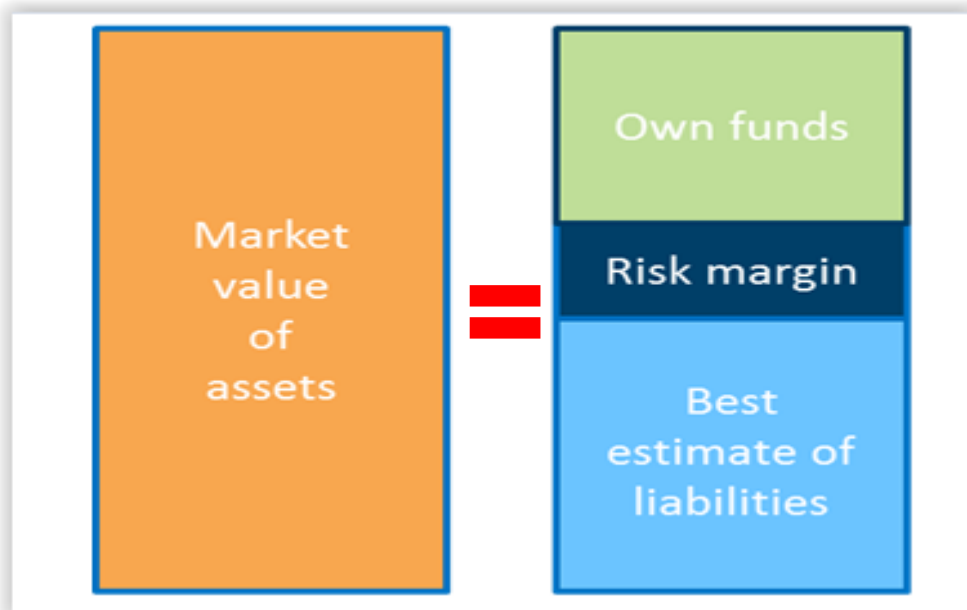 Market
value
of
assets
Own funds
Risk margin
Best
estimate of
liabilities